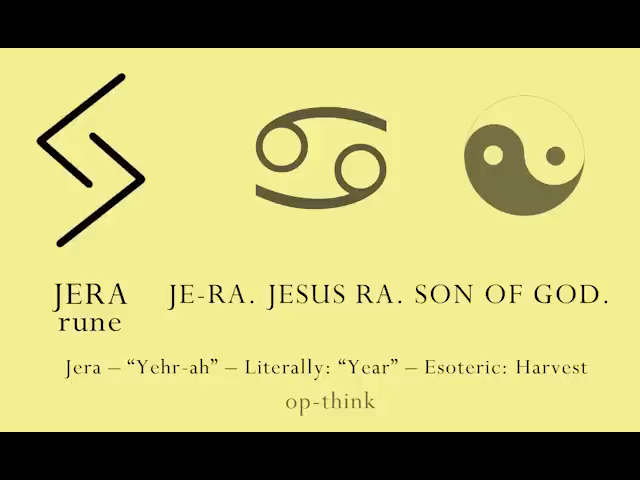 JERA JE-RA. JESUS RA. SON OF GOD.
rune
Jera – “Yehr-ah” – Literally: “Year” – Esoteric: Harvest
op-think